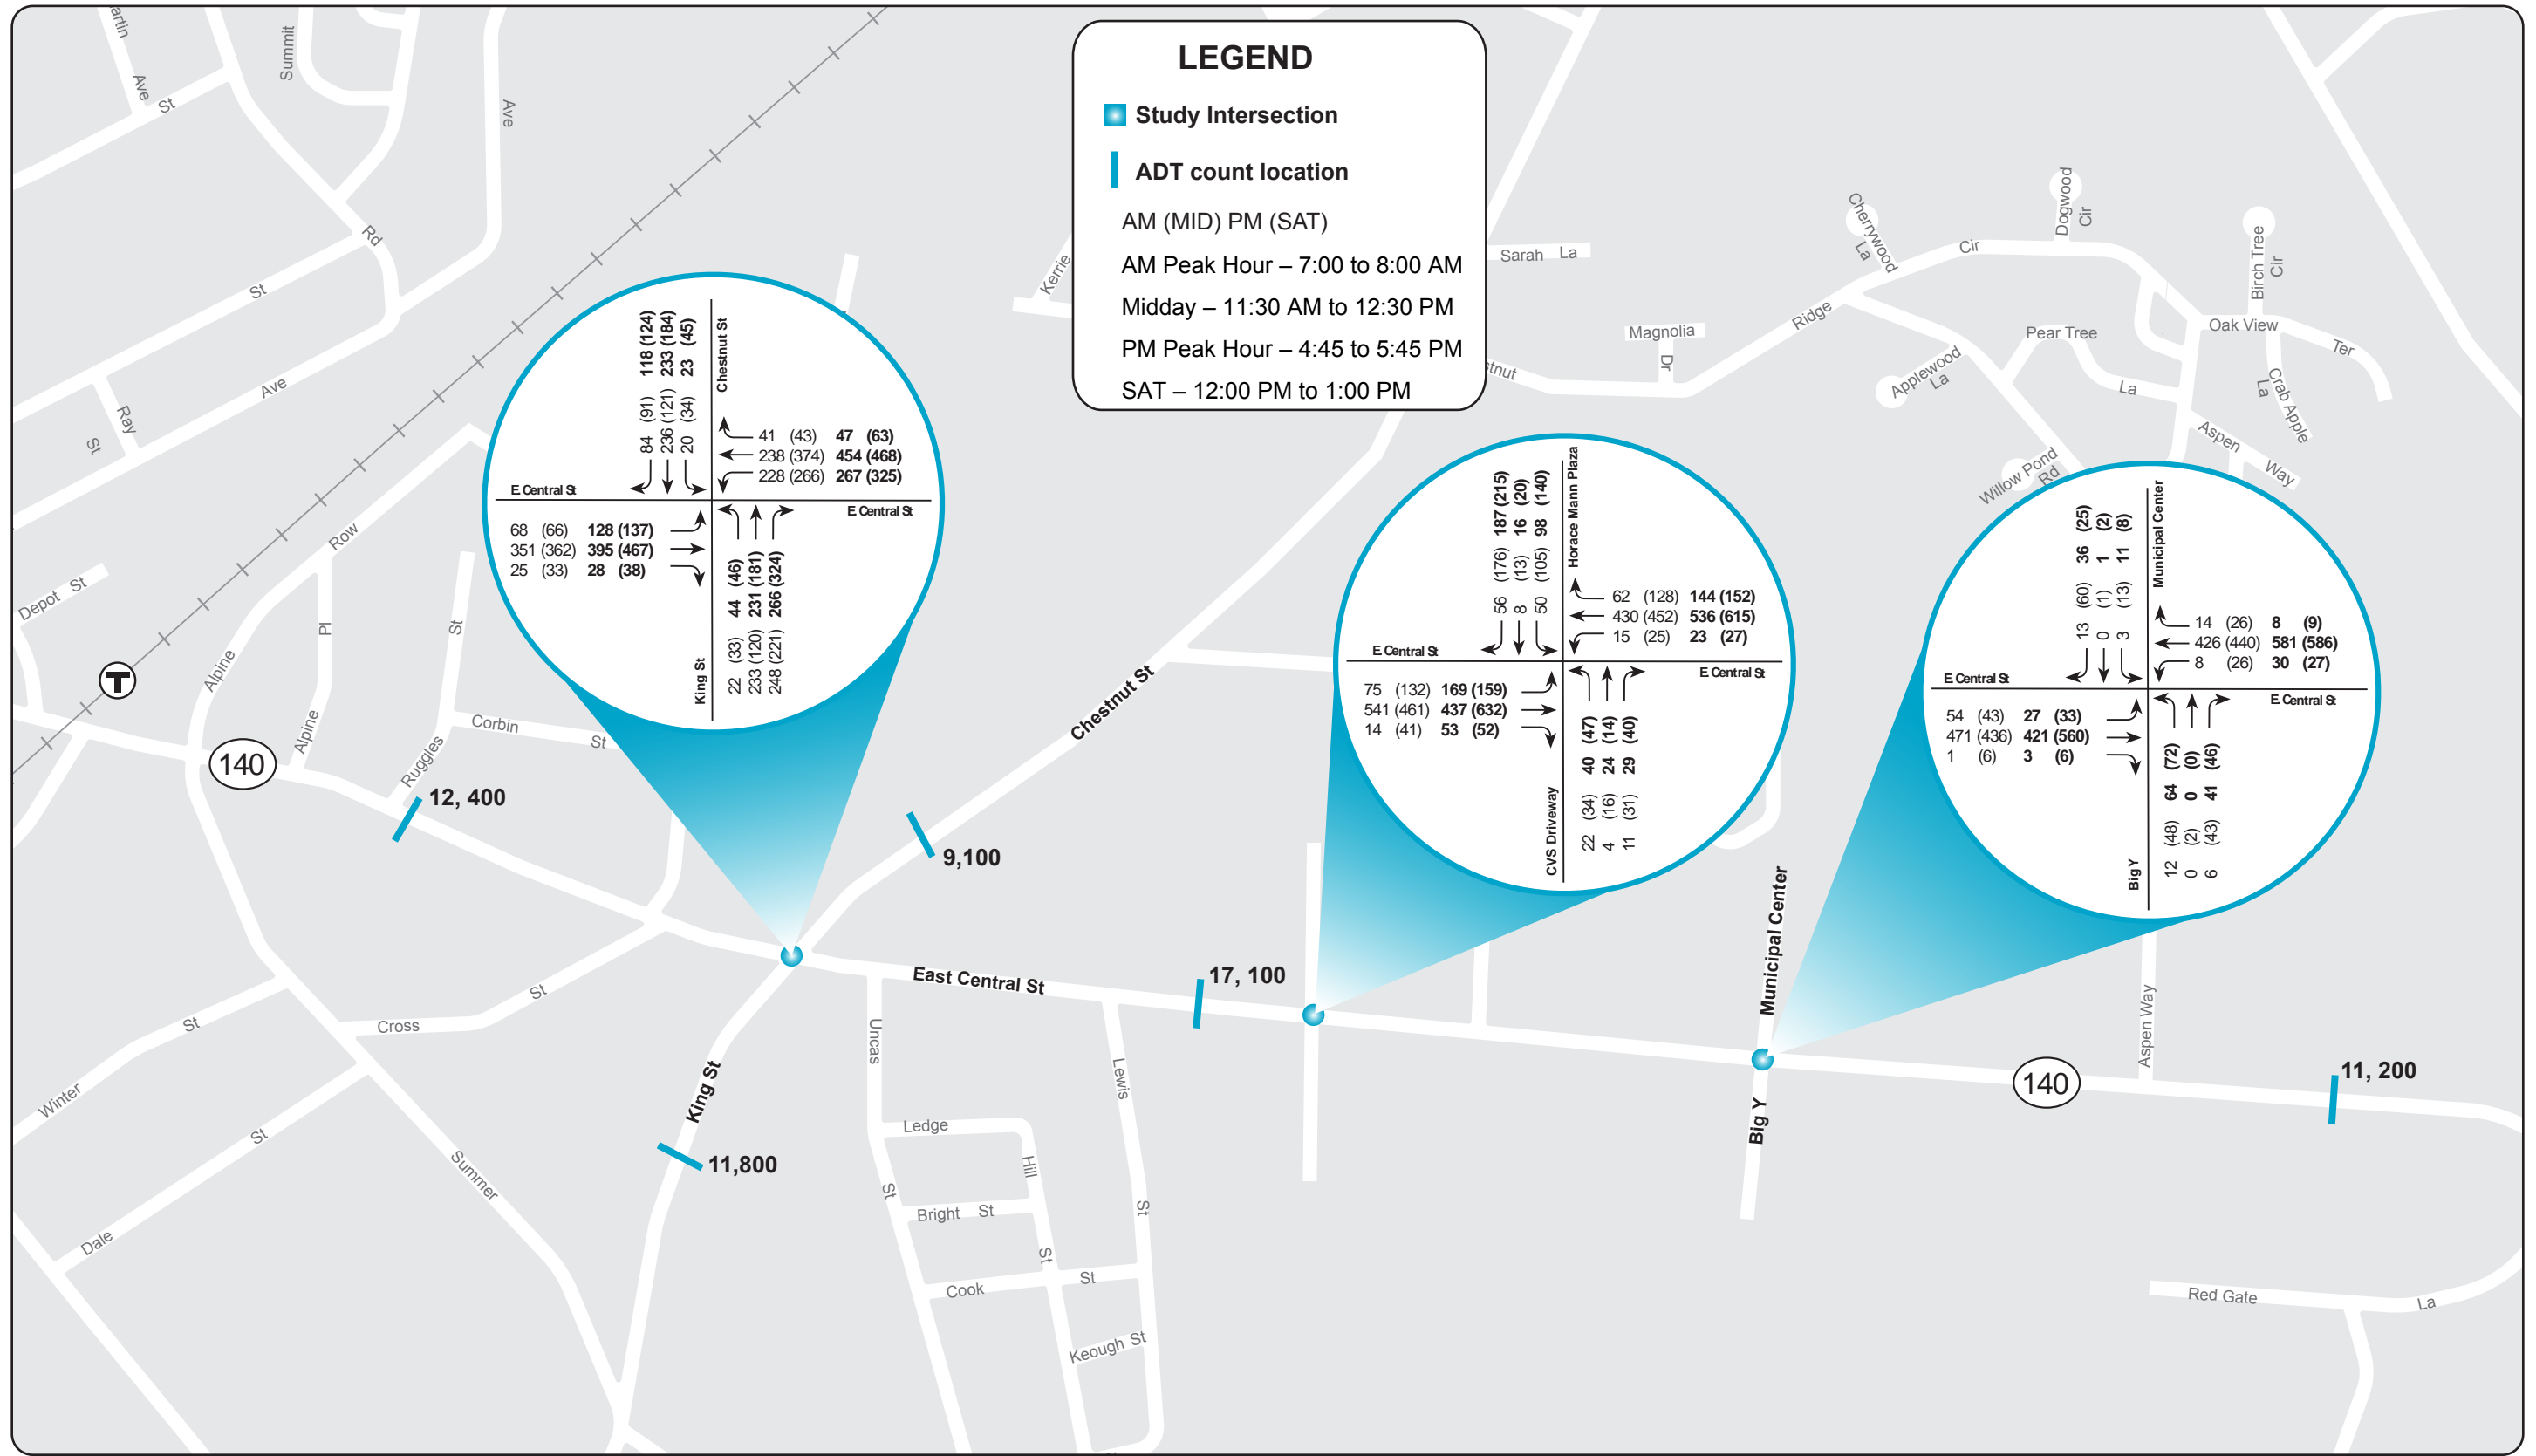 LEGEND
Study Intersection
ADT count location
AM (MID) PM (SAT)
AM Peak Hour – 7:00 to 8:00 AM
Midday – 11:30 AM to 12:30 PM
PM Peak Hour – 4:45 to 5:45 PM
SAT – 12:00 PM to 1:00 PM
Ave
St
Summit
Ave
Rd
St
Ave
Ray
St
Row
Depot St
Alpine
Pl
Alpine
St
Ruggles
Corbin
St
T
140
12, 400
9,100
17, 100
11,800
11, 200
Chestnut St
East Central St
King St
Municipal Center
Big Y
140
Aspen Way
Cross
St
Winter
St
Dale
St
Summer
Uncas
St
Lewis
St
Ledge
Hill
St
Bright St
Cook
St
Keough St
Red Gate
La
Kerrie
Sarah La
Magnolia
Dr
Ridge
Cir
Cherrywood
La
Dogwood
Cir
Birch Tree
Cir
Oak View
Ter
Pear Tree
La
Applewood
La
Crab Apple
La
Aspen
Way
Willow Pond
Rd
84 (91) 118 (124)
236 (121) 233 (184)
20 (34) 23 (45)
Chestnut St
41 (43) 47 (63)
238 (374) 454 (468)
228 (266) 267 (325)
E. Central St
E. Central St
68 (66) 128 (137)
351 (362) 395 (467)
25 (33) 28 (38)
King St
22 (33) 44 (46)
233 (120) 231 (181)
248 (221) 266 (324)
56 (176) 187 (215)
8 (13) 16 (20)
50 (105) 98 (140)
Horace Mann Plaza
62 (128) 144 (152)
430 (452) 536 (615)
15 (25) 23 (27)
E. Central St
E. Central St
75 (132) 169 (159)
541 (461) 437 (632)
14 (41) 53 (52)
CVS Driveway
22 (34) 40 (47)
4 (16) 24 (14)
11 (31) 29 (40)
13 (60) 36 (25)
0 (1) 1 (2)
3 (13) 11 (8)
Municipal Center
14 (26) 8 (9)
426 (440) 581 (586)
8 (26) 30 (27)
E. Central St
E. Central St
54 (43) 27 (33)
471 (436) 421 (560)
1 (6) 3 (6)
Big Y
12 (48) 64 (72)
0 (2) 0 (0)
6 (43) 41 (46)